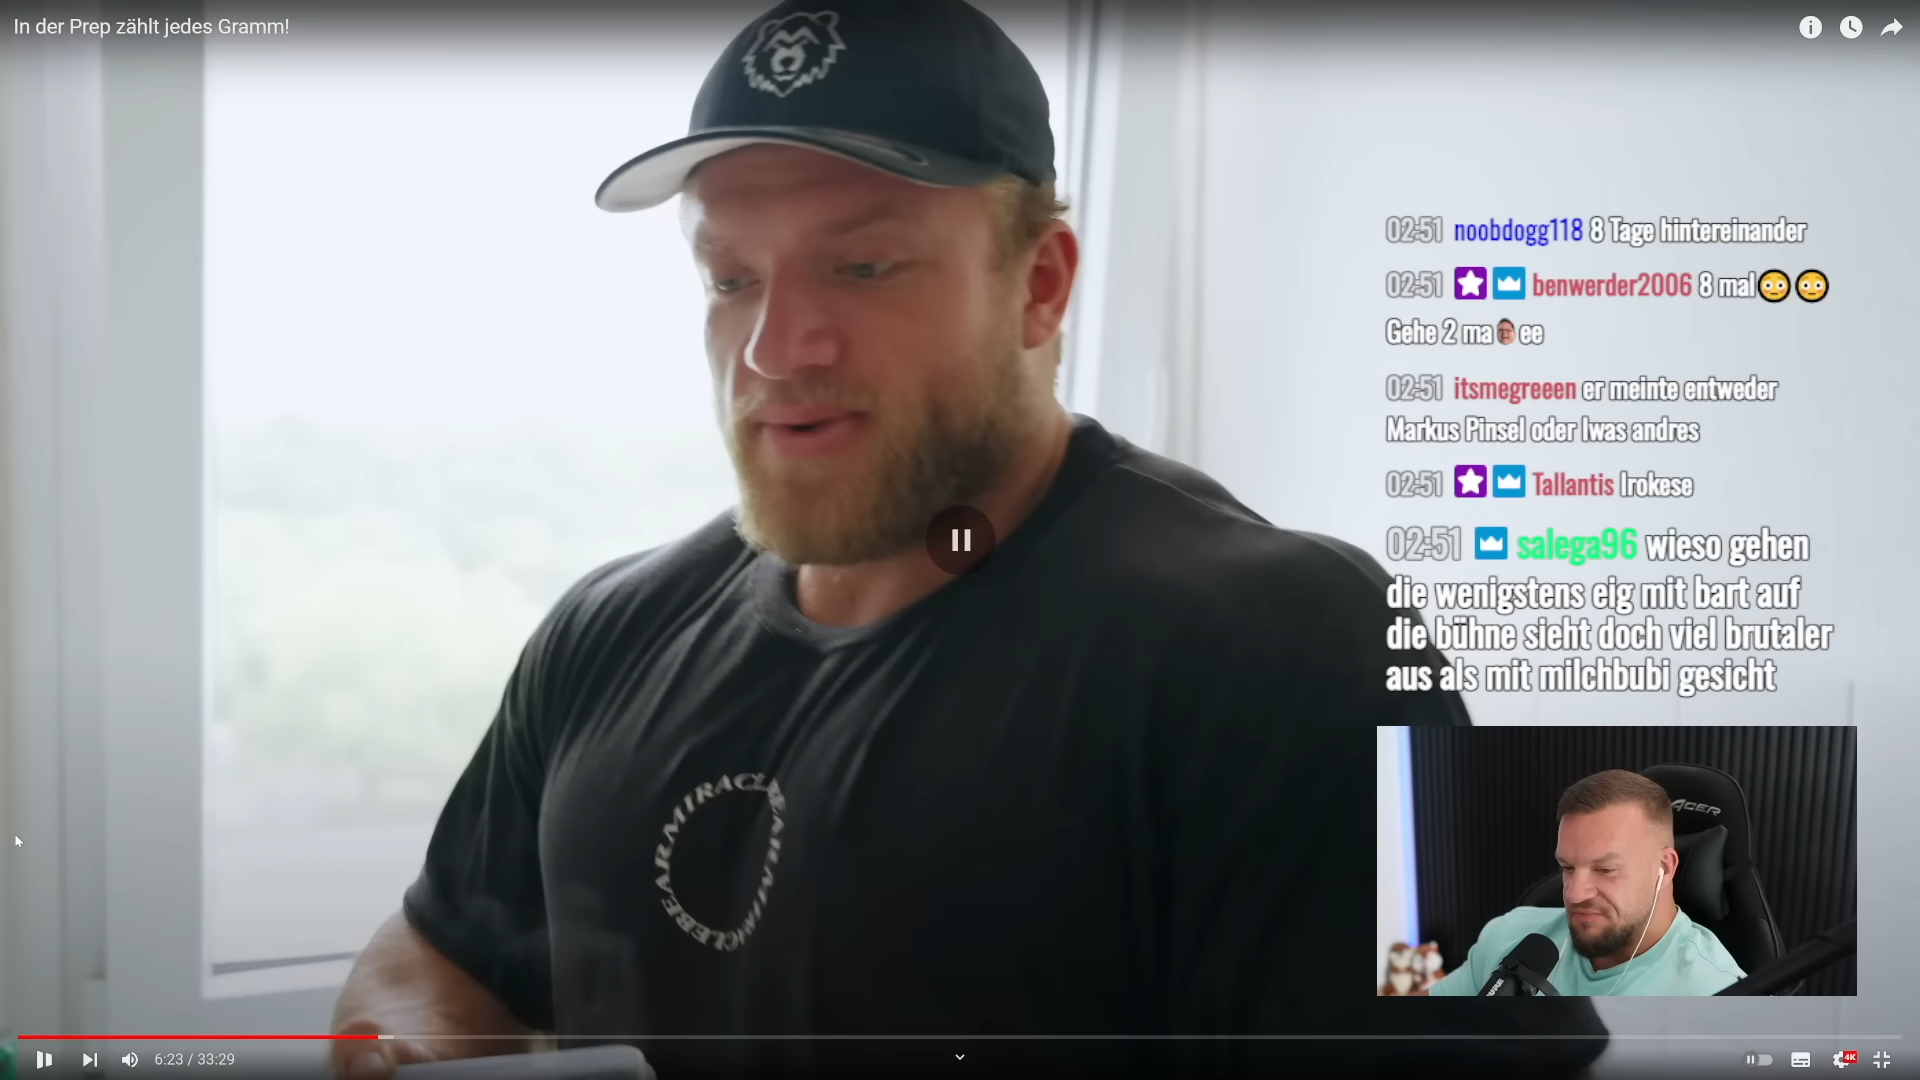 In der Prep zählt jedes Gramm!
02:51 noobdogg118 8 Tage hintereinander
02:51 benwerder2006 8 mal
Gehe 2 ma ee
02:51 itsmegreeen er meinte entweder
Markus Pinsel oder Iwas andres
02:51 Tallantis Irokese
02:51 salega96 wieso gehen
die wenigstens eig mit bart auf
die bühne sieht doch viel brutaler
aus als mit milchbubi gesicht
ACER
6:23 / 33:29
4K